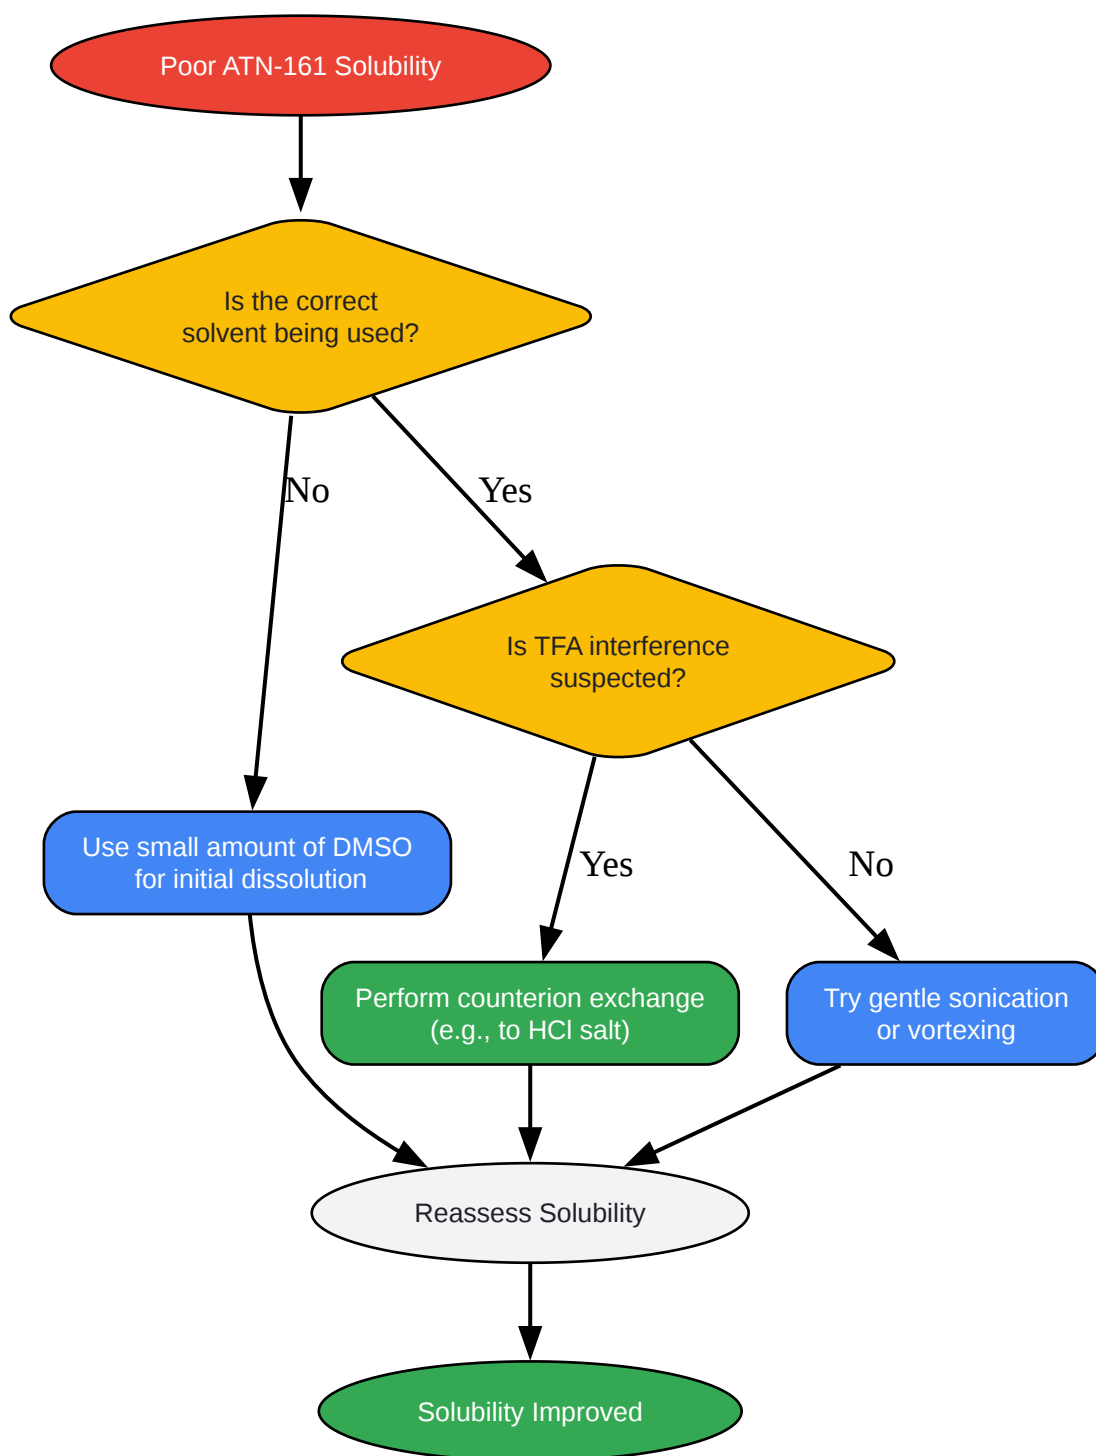 Poor ATN-161 Solubility
Is the correct
solvent being used?
No
Yes
Is TFA interference
suspected?
Use small amount of DMSO
for initial dissolution
Yes
No
Perform counterion exchange
(e.g., to HCl salt)
Try gentle sonication
or vortexing
Reassess Solubility
Solubility Improved